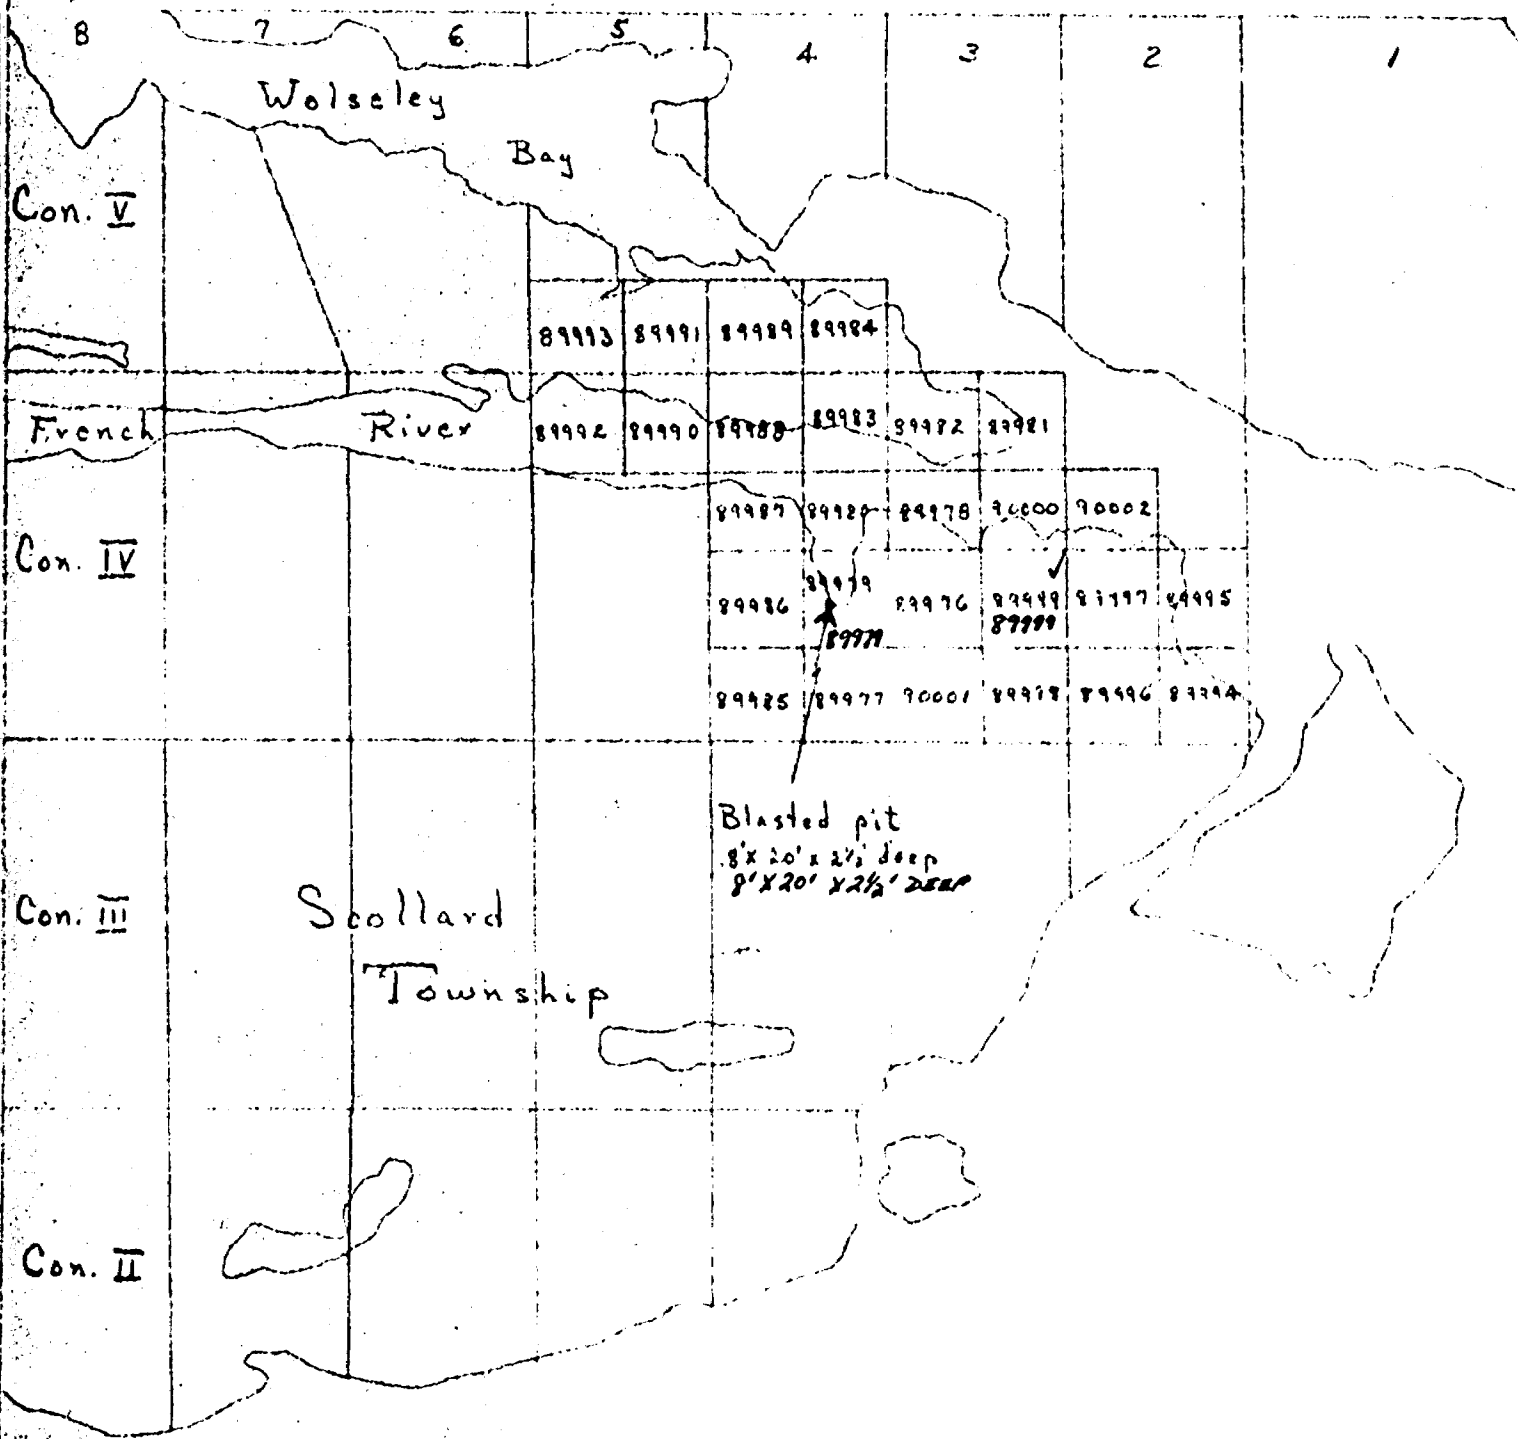 8 7 6 5 4 3 2 1
Wolseley
Bay
Con. V
89993 89991 89989 89984
French River
89992 89990 89988 89983 89982 89981
89987 89980 89978 90000 90002
Con. IV
89986 89979 89976 89999 89997 89995
89979 89999
89985 89977 90001 89998 89996 89994
Blasted pit
8' x 20' x 2½' deep
8' X 20' X 2½' DEEP
Con. III
Scollard
Township
Con. II